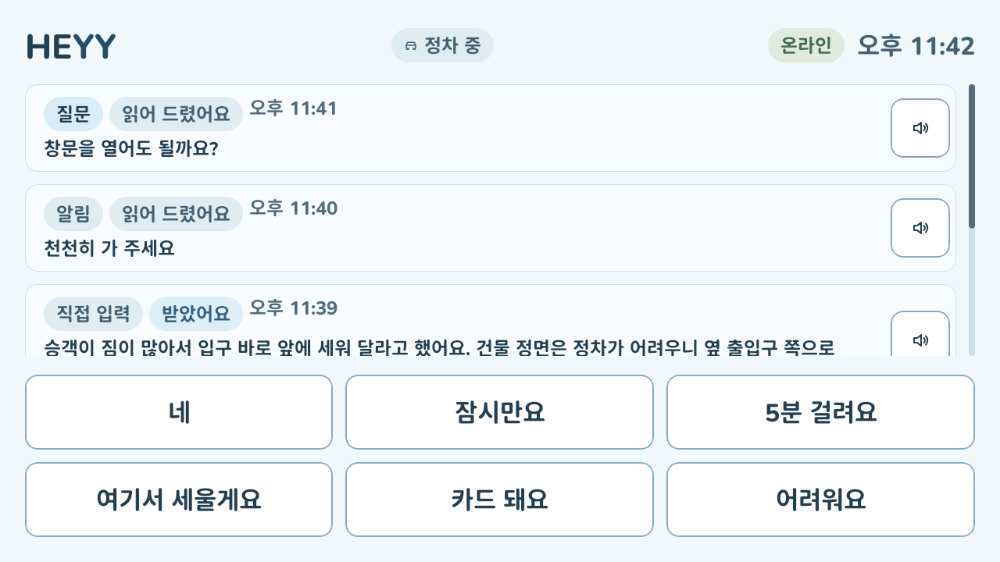 HEYY
정차 중
온라인
오후 11:42
질문 읽어 드렸어요 오후 11:41
창문을 열어도 될까요?
알림 읽어 드렸어요 오후 11:40
천천히 가 주세요
직접 입력 받았어요 오후 11:39
승객이 짐이 많아서 입구 바로 앞에 세워 달라고 했어요. 건물 정면은 정차가 어려우니 옆 출입구 쪽으로
네
잠시만요
5분 걸려요
여기서 세울게요
카드 돼요
어려워요